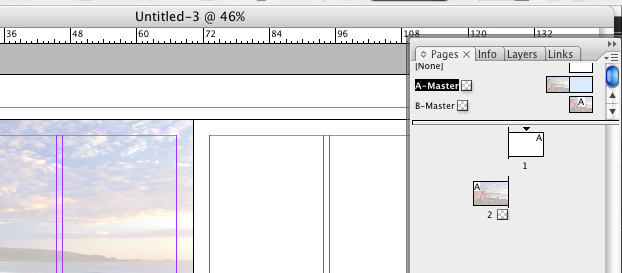 Untitled-3 @ 46%
36 48 60 72 84 96 108 120 132
Pages Info Layers Links
[None]
A-Master
B-Master A
A
1
A
2